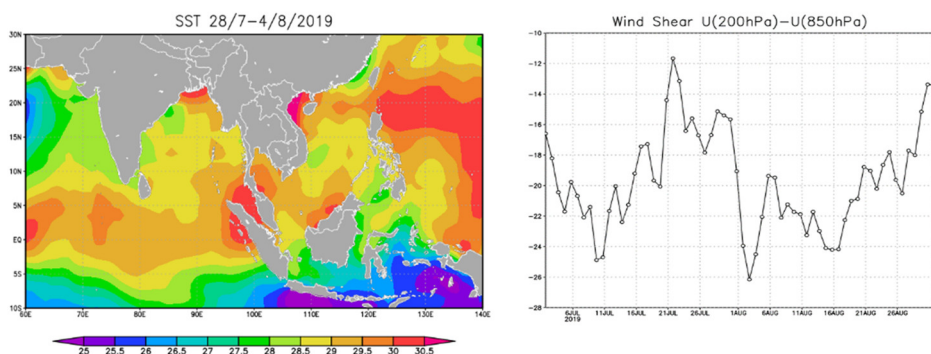 SST 28/7-4/8/2019
30N
25N
20N
15N
10N
5N
EQ
5S
10S
60E 70E 80E 90E 100E 110E 120E 130E 140E
25 25.5 26 26.5 27 27.5 28 28.5 29 29.5 30 30.5
Wind Shear U(200hPa)-U(850hPa)
-10
-12
-14
-16
-18
-20
-22
-24
-26
-28
6JUL 11JUL 16JUL 21JUL 26JUL 1AUG 6AUG 11AUG 16AUG 21AUG 26AUG
2019